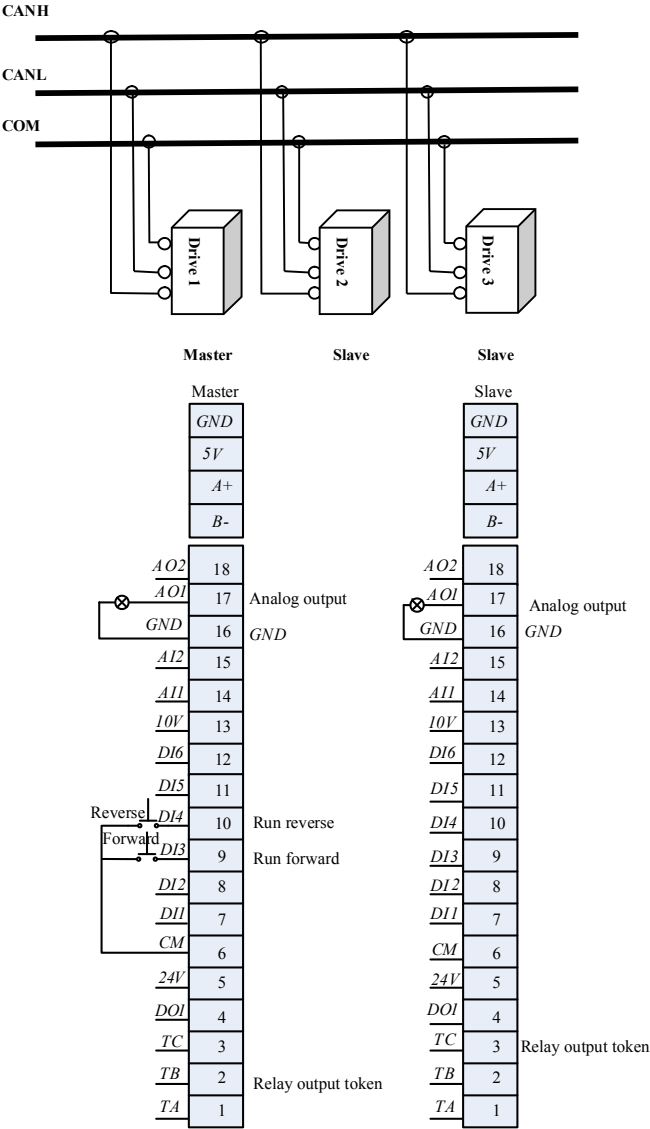 CANH
CANL
COM
Drive 1
Drive 2
Drive 3
Master
Slave
Slave
Master
GND
5V
A+
B-
AO2 18
AO1 17 Analog output
GND 16 GND
AI2 15
AI1 14
10V 13
DI6 12
DI5 11
Reverse DI4 10 Run reverse
Forward DI3 9 Run forward
DI2 8
DI1 7
CM 6
24V 5
DO1 4
TC 3
TB 2 Relay output token
TA 1
Slave
GND
5V
A+
B-
AO2 18
AO1 17 Analog output
GND 16 GND
AI2 15
AI1 14
10V 13
DI6 12
DI5 11
DI4 10
DI3 9
DI2 8
DI1 7
CM 6
24V 5
DO1 4
TC 3 Relay output token
TB 2
TA 1